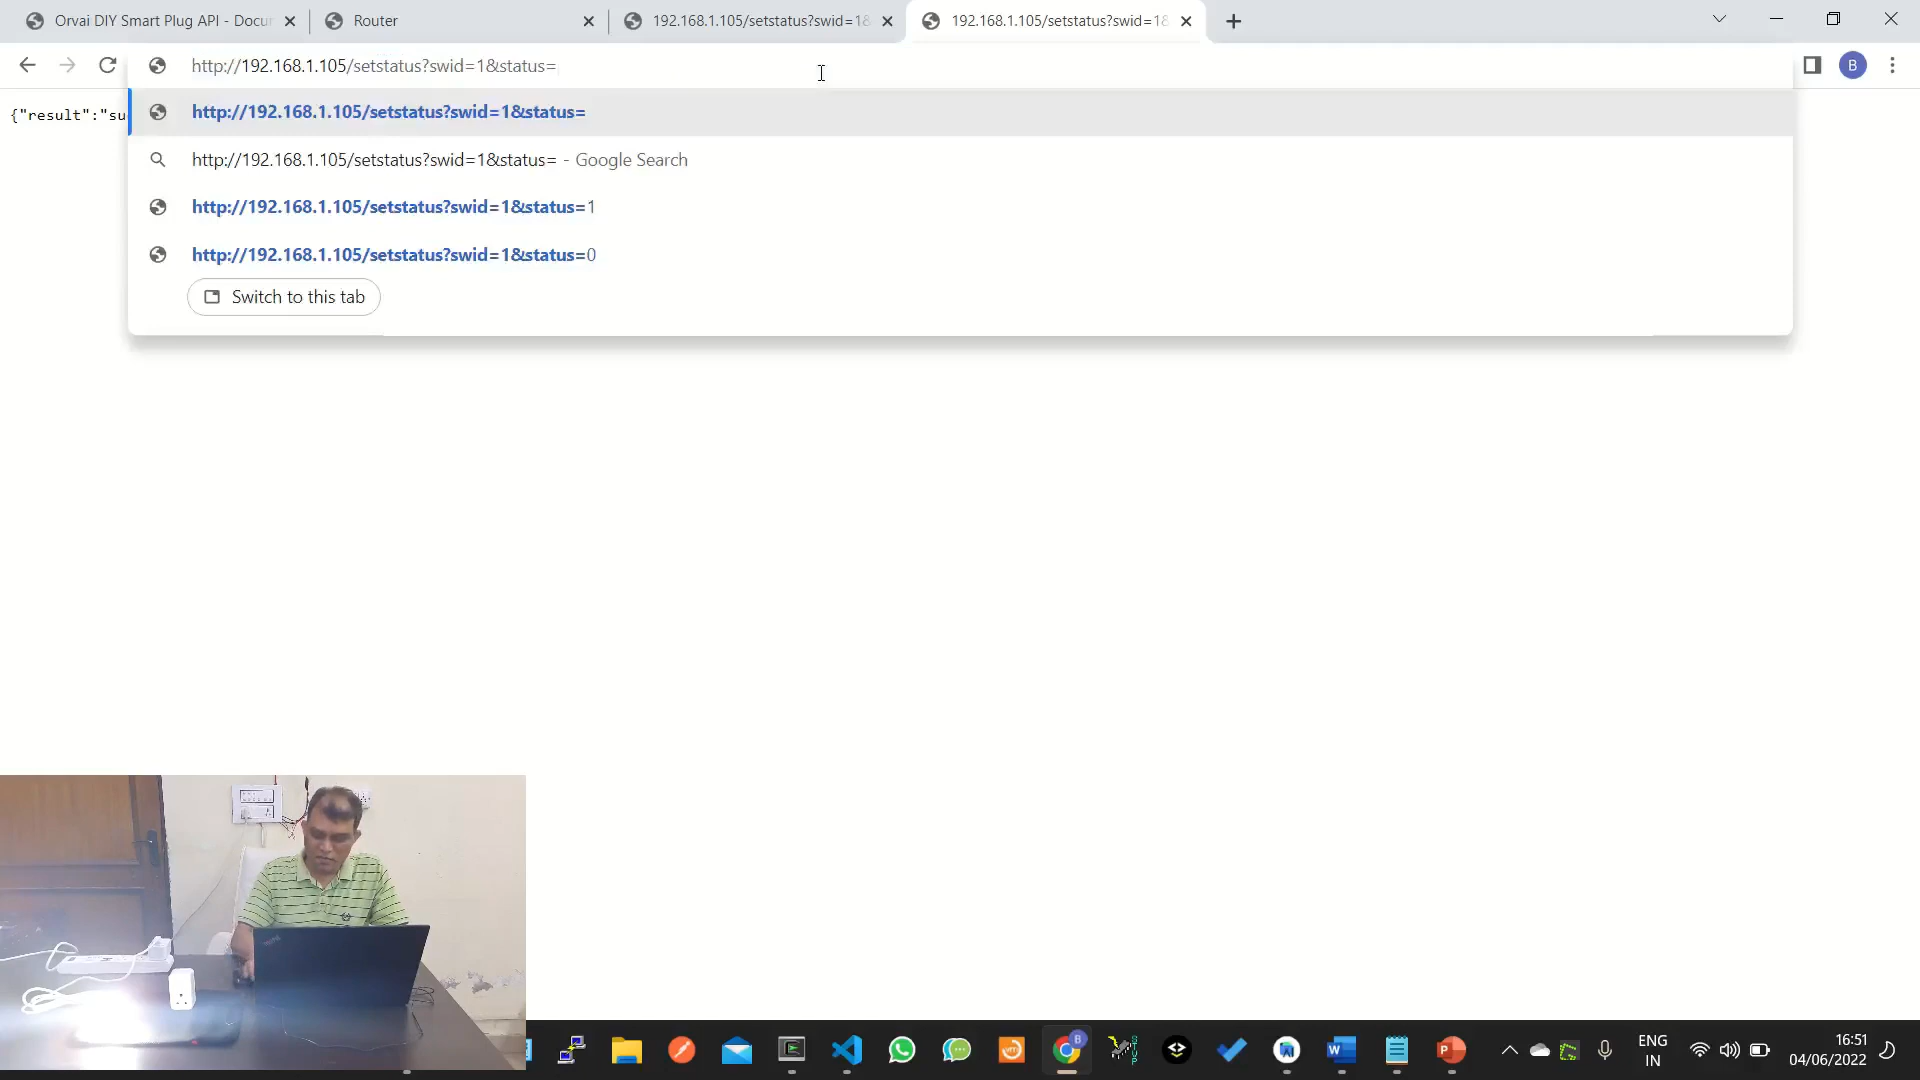 Orvai DIY Smart Plug API - Docu
Router
192.168.1.105/setstatus?swid=1&
192.168.1.105/setstatus?swid=1&
http://192.168.1.105/setstatus?swid=1&status=
B
{"result":"su
http://192.168.1.105/setstatus?swid=1&status=
http://192.168.1.105/setstatus?swid=1&status= - Google Search
http://192.168.1.105/setstatus?swid=1&status=1
http://192.168.1.105/setstatus?swid=1&status=0
Switch to this tab
ENG
IN
16:51
04/06/2022